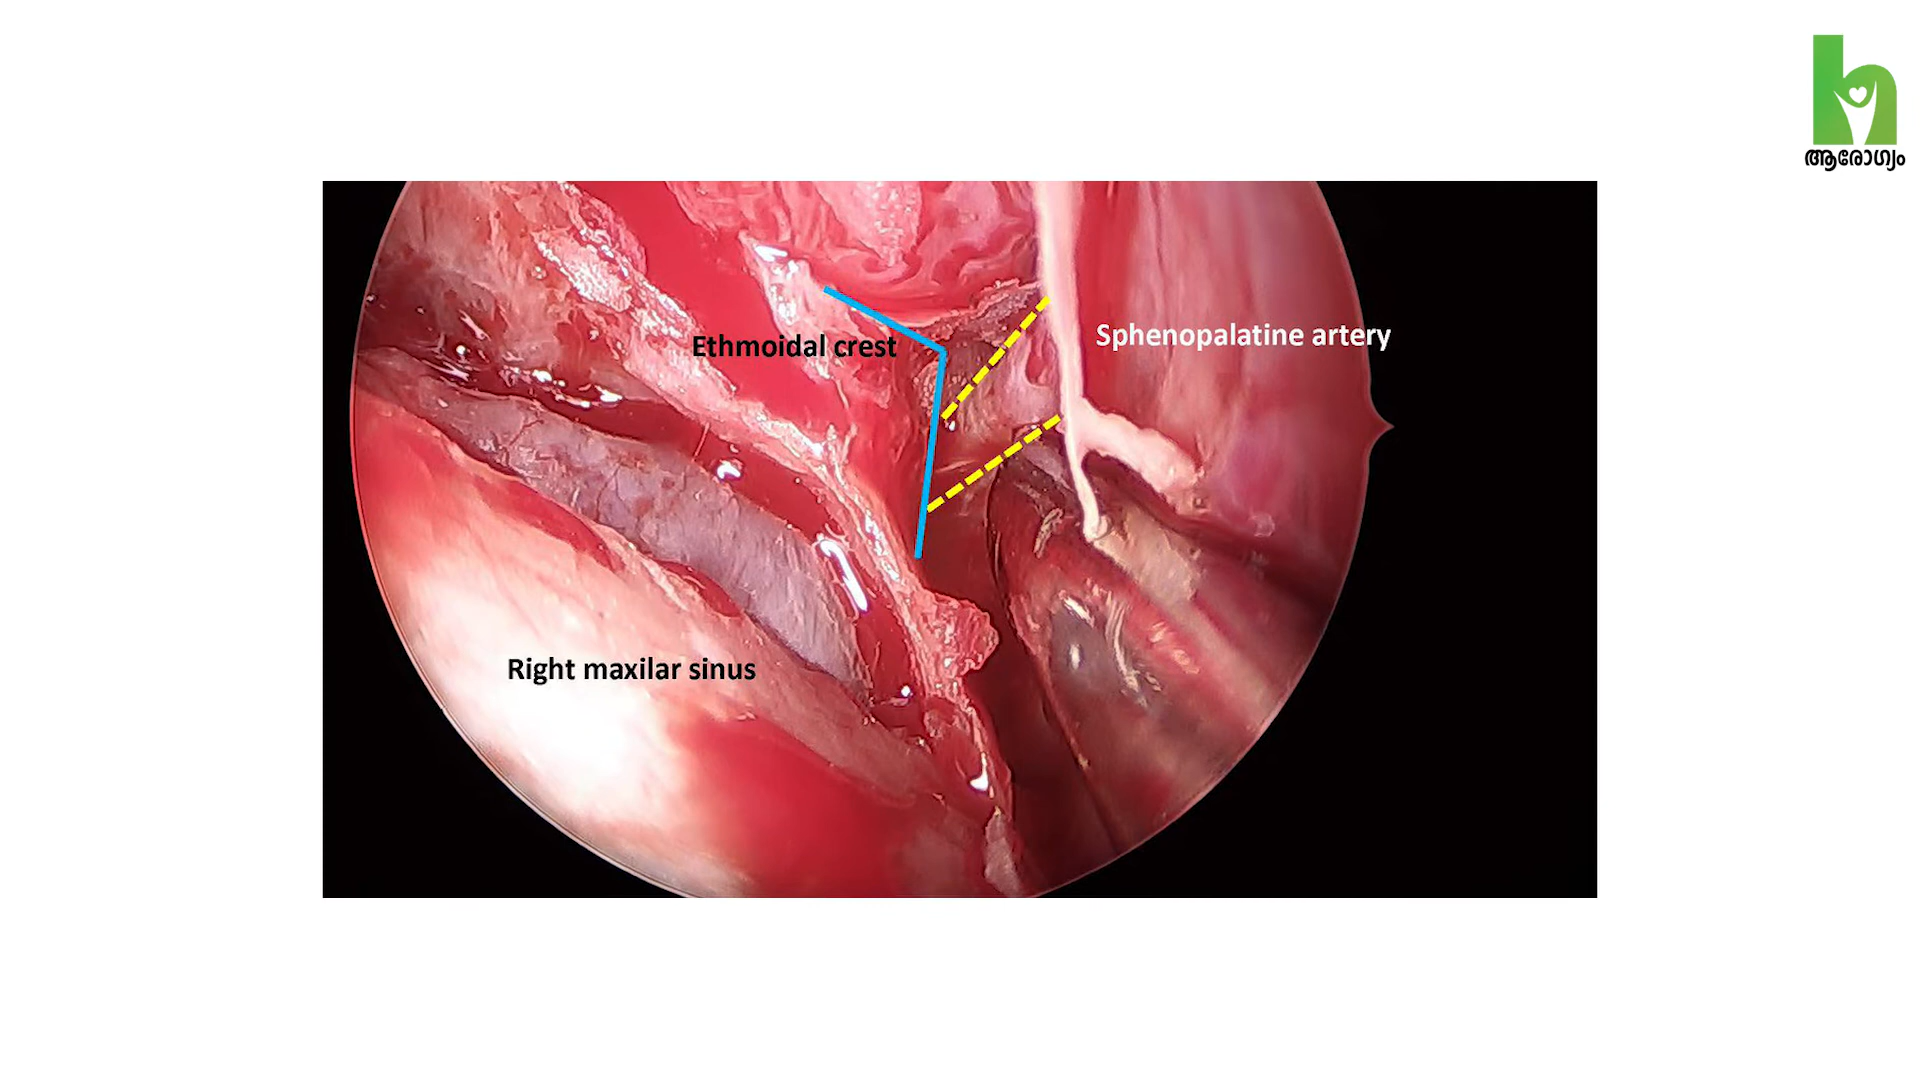 ആരോഗ്യം
Ethmoidal crest
Sphenopalatine artery
Right maxilar sinus